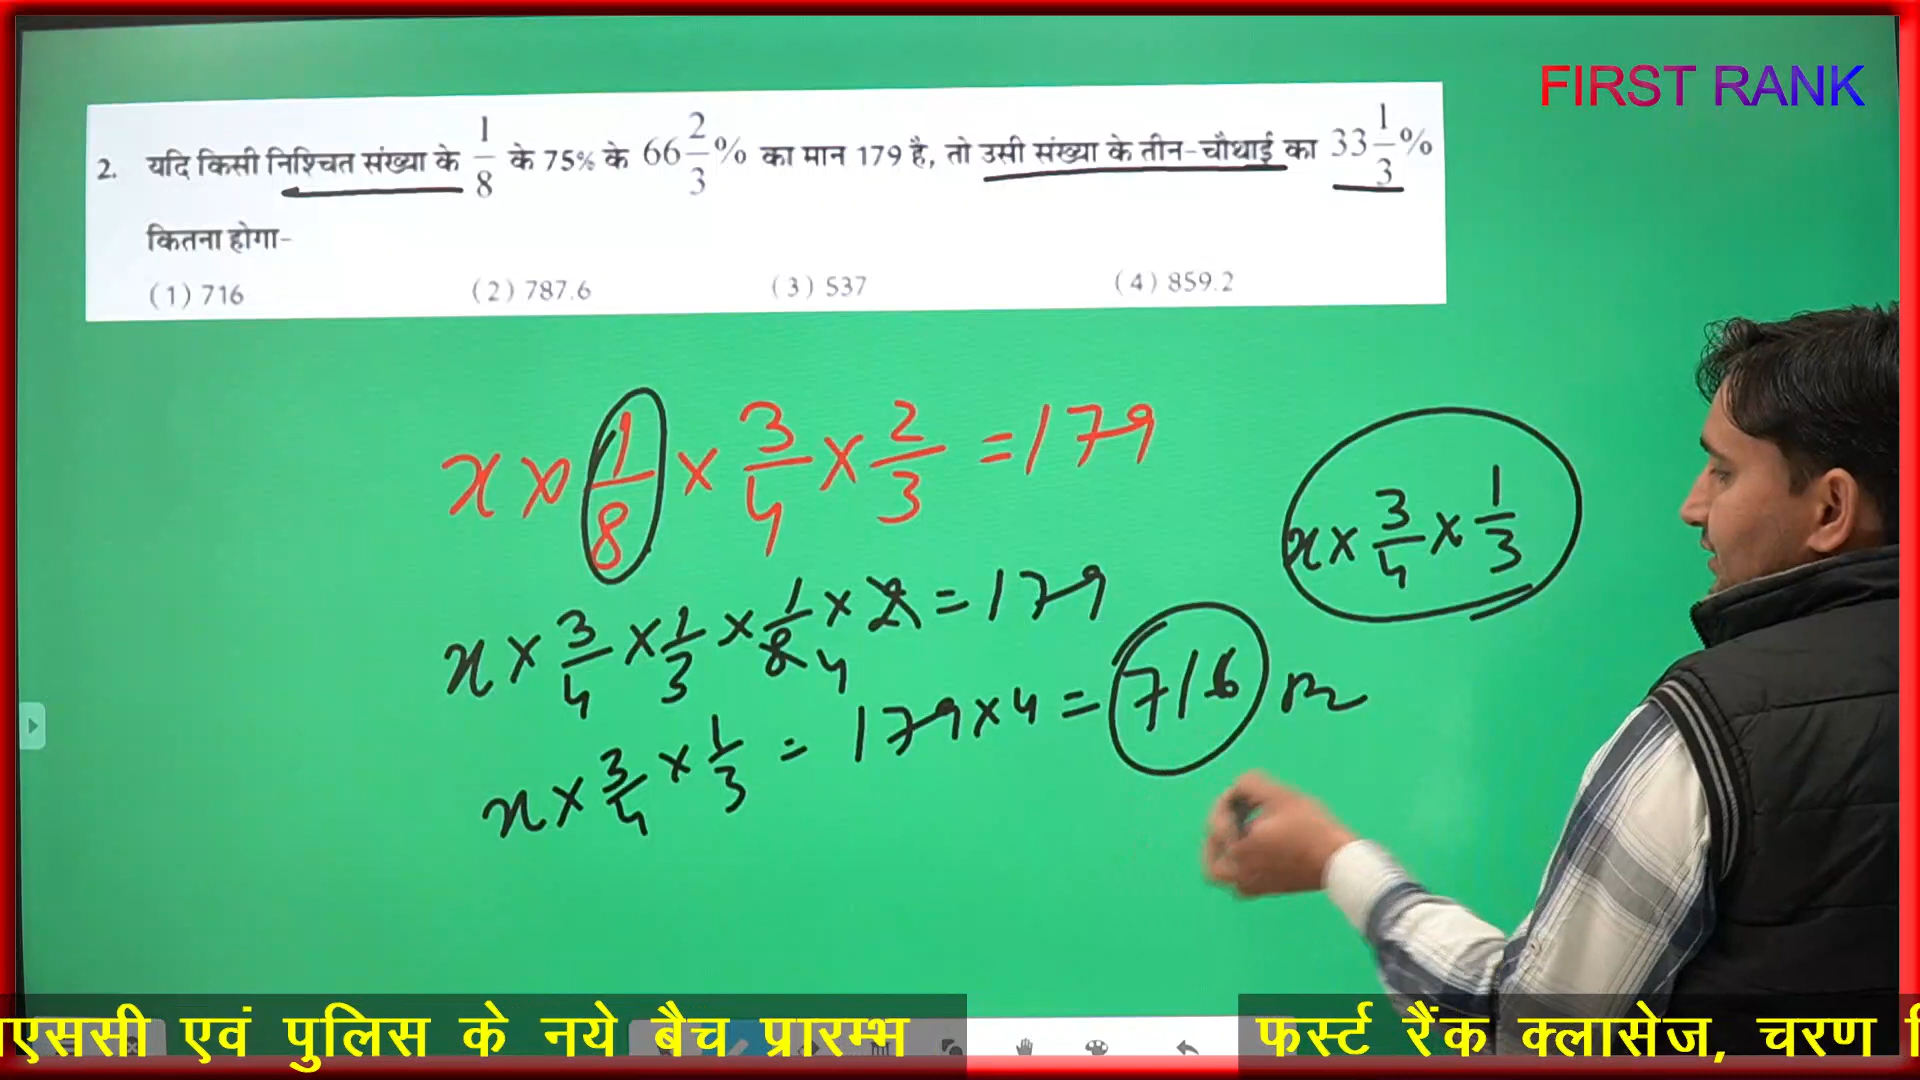 FIRST RANK
2. यदि किसी निश्चित संख्या के 1/8 के 75% के 66 2/3% का मान 179 है, तो उसी संख्या के तीन-चौथाई का 33 1/3%
कितना होगा-
(1) 716 (2) 787.6 (3) 537 (4) 859.2
x × 1/8 × 3/4 × 2/3 = 179
x × 3/4 × 1/3
x × 3/4 × 1/3 × 1/8 4 × 2 = 179
x × 3/4 × 1/3 = 179 × 4 = 716
एससी एवं पुलिस के नये बैच प्रारम्भ
फर्स्ट रैंक क्लासेज, चरण